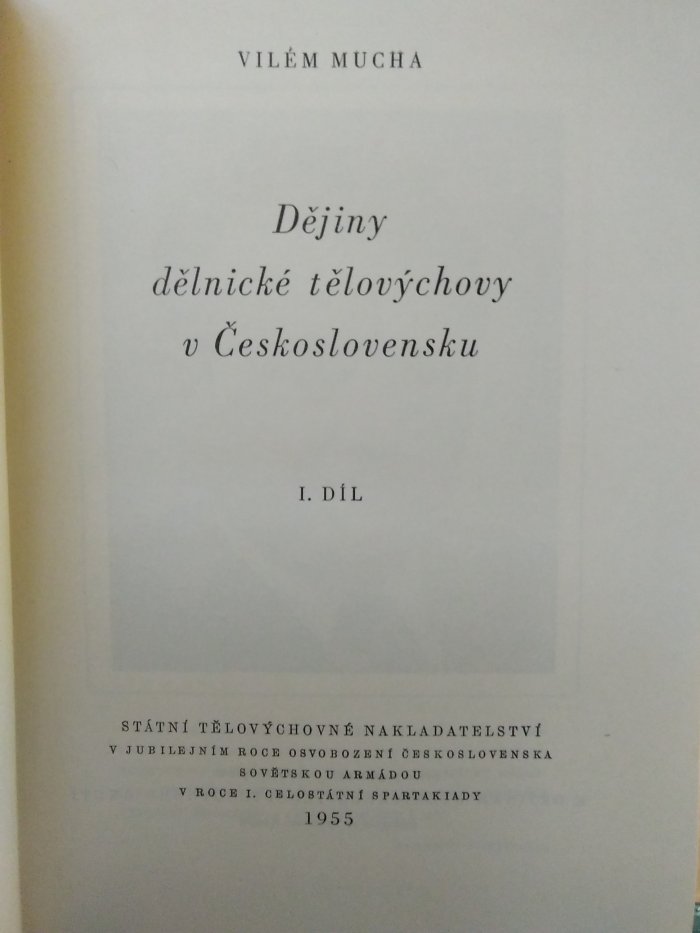 VILÉM MUCHA
Dějiny
dělnické tělovýchovy
v Československu
I. DÍL
STÁTNÍ TĚLOVÝCHOVNÉ NAKLADATELSTVÍ
V JUBILEJNÍM ROCE OSVOBOZENÍ ČESKOSLOVENSKA
SOVĚTSKOU ARMÁDOU
V ROCE I. CELOSTÁTNÍ SPARTAKIADY
1955